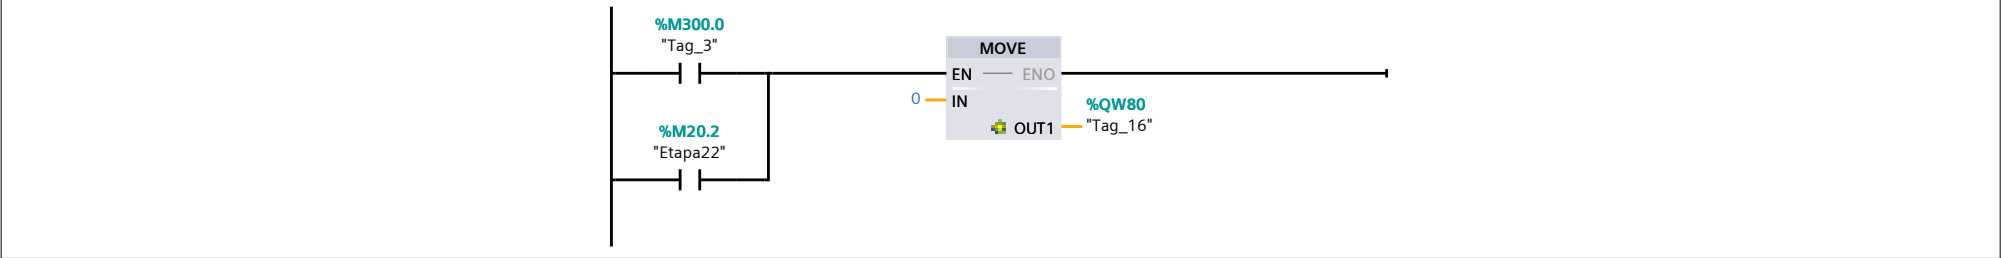 %M300.0
"Tag_3"
MOVE
EN ENO
0 IN
%QW80
OUT1 "Tag_16"
%M20.2
"Etapa22"